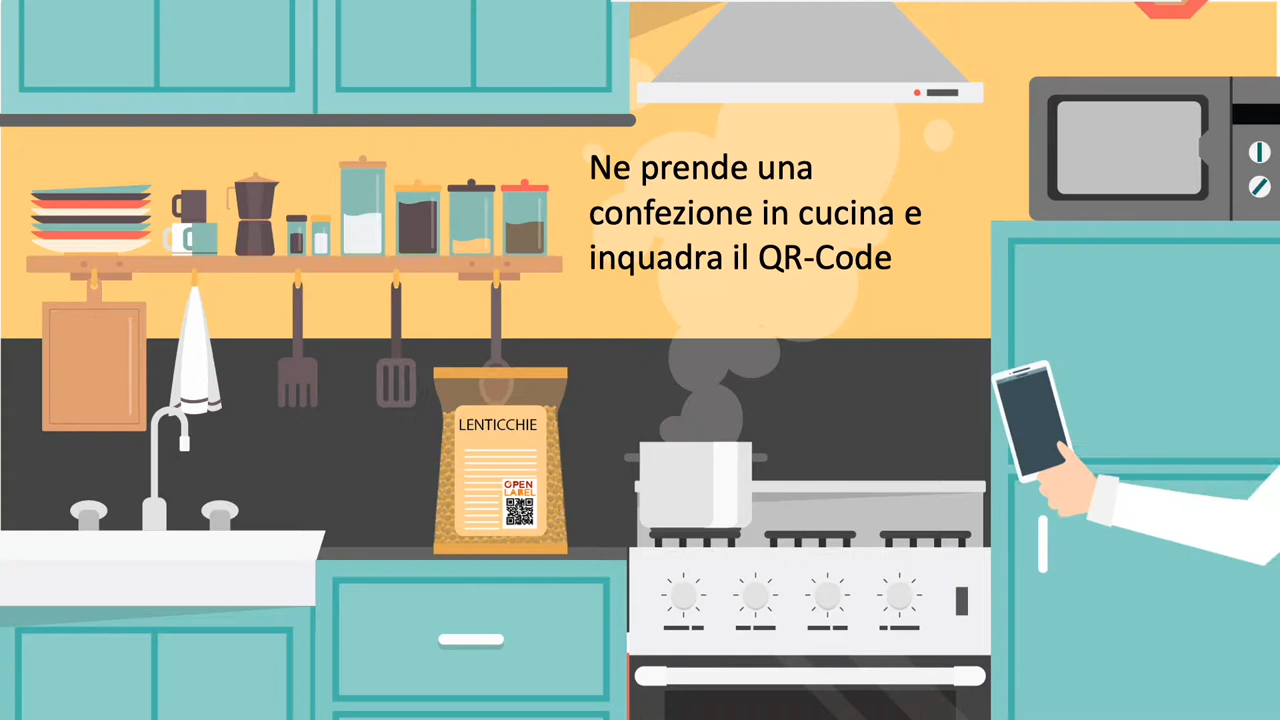 Ne prende una
confezione in cucina e
inquadra il QR-Code
LENTICCHIE
OPEN
LABEL